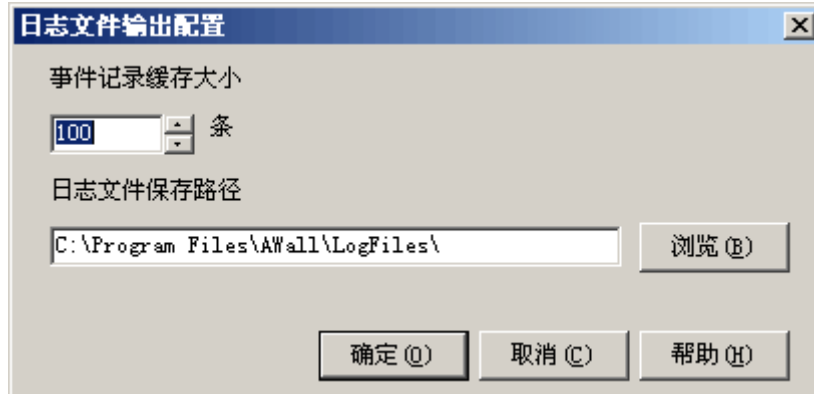 日志文件输出配置
事件记录缓存大小
100 条
日志文件保存路径
C:\Program Files\AWall\LogFiles\ 浏览(B)
确定(O) 取消(C) 帮助(H)